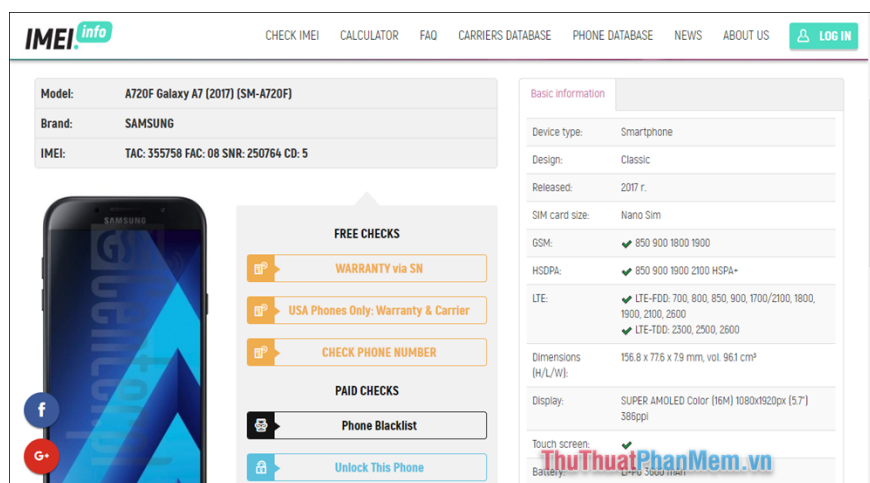 IMEI.info
CHECK IMEI CALCULATOR FAQ CARRIERS DATABASE PHONE DATABASE NEWS ABOUT US LOG IN
Model: A720F Galaxy A7 (2017) (SM-A720F)
Brand: SAMSUNG
IMEI: TAC: 355758 FAC: 08 SNR: 250764 CD: 5
SAMSUNG
FREE CHECKS
WARRANTY via SN
USA Phones Only: Warranty & Carrier
CHECK PHONE NUMBER
PAID CHECKS
Phone Blacklist
Unlock This Phone
f
G+
Basic information
Device type: Smartphone
Design: Classic
Released: 2017 r.
SIM card size: Nano Sim
GSM: 850 900 1800 1900
HSDPA: 850 900 1900 2100 HSPA+
LTE: LTE-FDD: 700, 800, 850, 900, 1700/2100, 1800,
1900, 2100, 2600
LTE-TDD: 2300, 2500, 2600
Dimensions 156.8 x 77.6 x 7.9 mm, vol. 96.1 cm³
(H/L/W):
Display: SUPER AMOLED Color (16M) 1080x1920px (5.7")
386ppi
Touch screen:
ThuThuatPhanMem.vn
Battery: Li-Po 3600 mAh